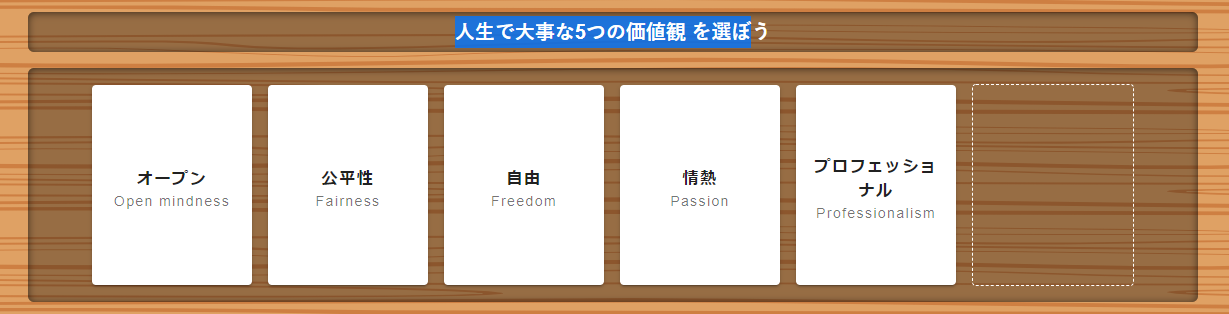 人生で大事な5つの価値観 を選ぼう
オープン
Open mindness
公平性
Fairness
自由
Freedom
情熱
Passion
プロフェッショ
ナル
Professionalism